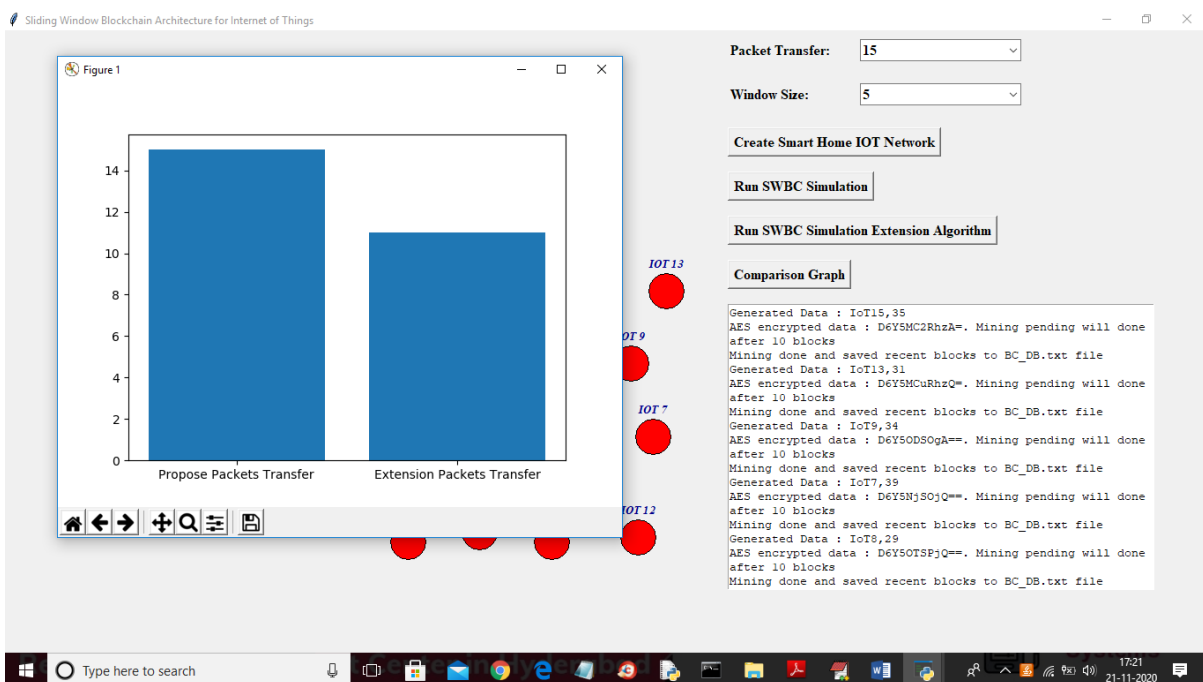 Sliding Window Blockchain Architecture for Internet of Things
Figure 1
14
12
10
8
6
4
2
0
Propose Packets Transfer
Extension Packets Transfer
IOT 13
OT 9
IOT 7
IOT 12
Packet Transfer:
15
Window Size:
5
Create Smart Home IOT Network
Run SWBC Simulation
Run SWBC Simulation Extension Algorithm
Comparison Graph
Generated Data : IoT15,35
AES encrypted data : D6Y5MC2RhzA=. Mining pending will done
after 10 blocks
Mining done and saved recent blocks to BC_DB.txt file
Generated Data : IoT13,31
AES encrypted data : D6Y5MCuRhzQ=. Mining pending will done
after 10 blocks
Mining done and saved recent blocks to BC_DB.txt file
Generated Data : IoT9,34
AES encrypted data : D6Y5ODSOgA==. Mining pending will done
after 10 blocks
Mining done and saved recent blocks to BC_DB.txt file
Generated Data : IoT7,39
AES encrypted data : D6Y5NjSOjQ==. Mining pending will done
after 10 blocks
Mining done and saved recent blocks to BC_DB.txt file
Generated Data : IoT8,29
AES encrypted data : D6Y5OTSPjQ==. Mining pending will done
after 10 blocks
Mining done and saved recent blocks to BC_DB.txt file
Type here to search
17:21
21-11-2020